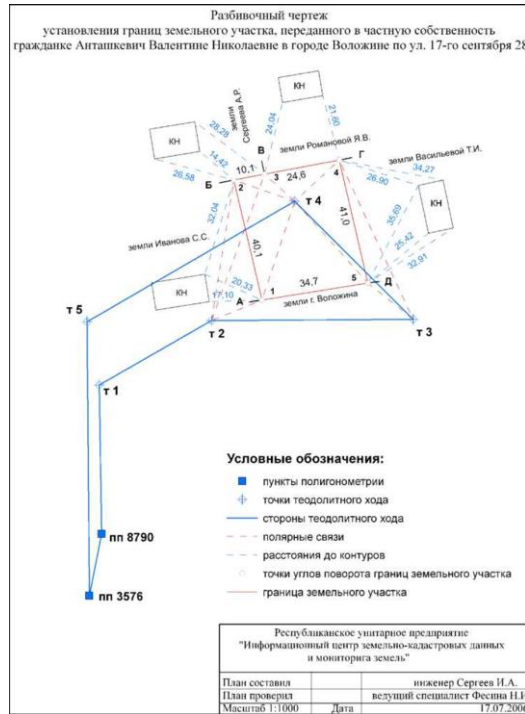 Разбивочный чертеж
установления границ земельного участка, переданного в частную собственность
гражданке Анташкевич Валентине Николаевне в городе Воложине по ул. 17-го сентября 28
КН
земли
Сергеева А.Р.
28,28
24,04
21,60
КН
14,42
26,58
В
земли Романовой Я.В.
Г
земли Васильевой Т.И.
10,1
3
24,6
4
34,27
26,90
Б
2
т 4
КН
32,04
41,0
35,69
25,42
32,91
земли Иванова С.С.
40,1
КН
20,33
17,10
34,7
5
Д
А
1
земли г. Воложина
т 5
т 2
т 3
т 1
Условные обозначения:
пункты полигонометрии
точки теодолитного хода
стороны теодолитного хода
пп 8790
полярные связи
расстояния до контуров
точки углов поворота границ земельного участка
пп 3576
граница земельного участка
Республиканское унитарное предприятие
"Информационный центр земельно-кадастровых данных
и мониторига земель"
План составил инженер Сергеев И.А.
План проверил ведущий специалист Фесина Н.И
Масштаб 1:1000 Дата 17.07.2006